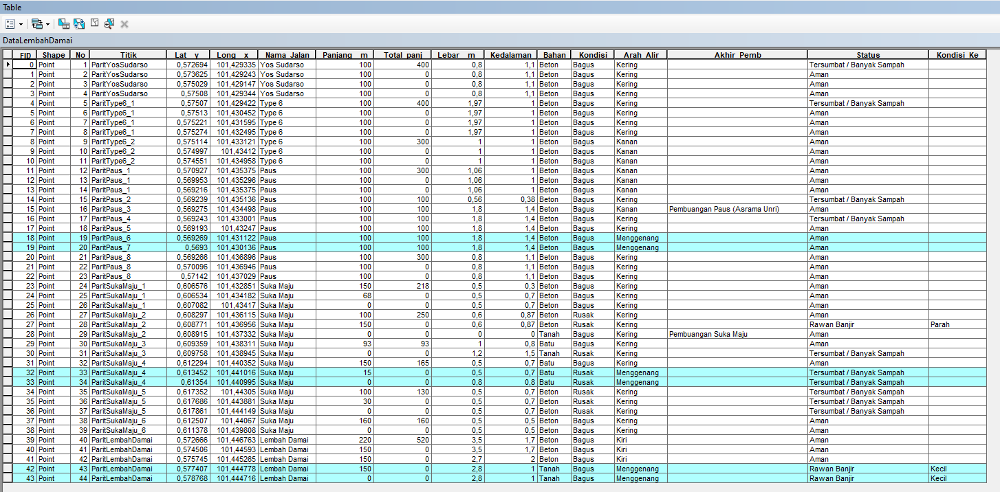 Table
DataLembahDamai
FID Shape No Titik Lat__y Long__x Nama_Jalan Panjang__m Total_panj Lebar__m Kedalaman Bahan Kondisi Arah_Alir Akhir_Pemb Status Kondisi_Ke
0 Point 1 ParitYosSudarso 0,572694 101,429335 Yos Sudarso 100 400 0,8 1,1 Beton Bagus Kering Tersumbat / Banyak Sampah
1 Point 2 ParitYosSudarso 0,573625 101,429243 Yos Sudarso 100 0 0,8 1,1 Beton Bagus Kering Aman
2 Point 3 ParitYosSudarso 0,575029 101,429147 Yos Sudarso 100 0 0,8 1,1 Beton Bagus Kering Aman
3 Point 4 ParitYosSudarso 0,57508 101,429344 Yos Sudarso 100 0 0,8 1,1 Beton Bagus Kering Aman
4 Point 5 ParitType6_1 0,57507 101,429422 Type 6 100 400 1,97 1 Beton Bagus Kering Tersumbat / Banyak Sampah
5 Point 6 ParitType6_1 0,57513 101,430452 Type 6 100 0 1,97 1 Beton Bagus Kering Aman
6 Point 7 ParitType6_1 0,575221 101,431595 Type 6 100 0 1,97 1 Beton Bagus Kering Aman
7 Point 8 ParitType6_1 0,575274 101,432495 Type 6 100 0 1,97 1 Beton Bagus Kering Aman
8 Point 9 ParitType6_2 0,575114 101,433121 Type 6 100 300 1 1 Beton Bagus Kanan Aman
9 Point 10 ParitType6_2 0,574997 101,43412 Type 6 100 0 1 1 Beton Bagus Kanan Aman
10 Point 11 ParitType6_2 0,574551 101,434958 Type 6 100 0 1 1 Beton Bagus Kanan Aman
11 Point 12 ParitPaus_1 0,570927 101,435375 Paus 100 300 1,06 1 Beton Bagus Kanan Aman
12 Point 13 ParitPaus_1 0,569953 101,435296 Paus 100 0 1,06 1 Beton Bagus Kanan Aman
13 Point 14 ParitPaus_1 0,569216 101,435375 Paus 100 0 1,06 1 Beton Bagus Kanan Aman
14 Point 15 ParitPaus_2 0,569239 101,435136 Paus 100 100 0,56 0,38 Beton Bagus Kering Tersumbat / Banyak Sampah
15 Point 16 ParitPaus_3 0,569275 101,434498 Paus 100 100 1,8 1,4 Beton Bagus Kanan Pembuangan Paus (Asrama Unri) Aman
16 Point 17 ParitPaus_4 0,569243 101,433001 Paus 100 100 1,8 1,4 Beton Bagus Kering Tersumbat / Banyak Sampah
17 Point 18 ParitPaus_5 0,569193 101,43247 Paus 100 100 1,8 1,4 Beton Bagus Kering Aman
18 Point 19 ParitPaus_6 0,569269 101,431122 Paus 100 100 1,8 1,4 Beton Bagus Menggenang Aman
19 Point 20 ParitPaus_7 0,5693 101,430136 Paus 100 100 1,8 1,4 Beton Bagus Menggenang Aman
20 Point 21 ParitPaus_8 0,569266 101,436896 Paus 100 300 0,8 1,1 Beton Bagus Kering Aman
21 Point 22 ParitPaus_8 0,570096 101,436946 Paus 100 0 0,8 1,1 Beton Bagus Kering Aman
22 Point 23 ParitPaus_8 0,57142 101,437029 Paus 100 0 0,8 1,1 Beton Bagus Kering Aman
23 Point 24 ParitSukaMaju_1 0,606576 101,432851 Suka Maju 150 218 0,5 0,3 Beton Bagus Kering Aman
24 Point 25 ParitSukaMaju_1 0,606534 101,434182 Suka Maju 68 0 0,5 0,7 Beton Bagus Kering Aman
25 Point 26 ParitSukaMaju_1 0,607082 101,43417 Suka Maju 0 0 0,5 0,7 Beton Bagus Kering Aman
26 Point 27 ParitSukaMaju_2 0,608297 101,436115 Suka Maju 100 250 0,6 0,87 Beton Rusak Kering Aman
27 Point 28 ParitSukaMaju_2 0,608771 101,436956 Suka Maju 150 0 0,6 0,87 Beton Rusak Kering Rawan Banjir Parah
28 Point 29 ParitSukaMaju_2 0,608915 101,437332 Suka Maju 0 0 0 0 Tanah Bagus Kering Pembuangan Suka Maju Aman
29 Point 30 ParitSukaMaju_3 0,609359 101,438311 Suka Maju 93 93 1 0,8 Batu Bagus Kering Aman
30 Point 31 ParitSukaMaju_3 0,609758 101,438945 Suka Maju 0 0 1,2 1,5 Tanah Rusak Kering Tersumbat / Banyak Sampah
31 Point 32 ParitSukaMaju_4 0,612294 101,440352 Suka Maju 150 165 0,5 0,7 Batu Bagus Kering Aman
32 Point 33 ParitSukaMaju_4 0,613452 101,441016 Suka Maju 15 0 0,5 0,7 Batu Rusak Menggenang Tersumbat / Banyak Sampah
33 Point 34 ParitSukaMaju_4 0,61354 101,440995 Suka Maju 0 0 0,8 0,8 Batu Rusak Menggenang Tersumbat / Banyak Sampah
34 Point 35 ParitSukaMaju_5 0,617352 101,44305 Suka Maju 100 130 0,5 0,7 Beton Rusak Kering Tersumbat / Banyak Sampah
35 Point 36 ParitSukaMaju_5 0,617686 101,443881 Suka Maju 30 0 0,5 0,7 Beton Rusak Kering Tersumbat / Banyak Sampah
36 Point 37 ParitSukaMaju_5 0,617861 101,444149 Suka Maju 0 0 0,5 0,7 Beton Rusak Kering Tersumbat / Banyak Sampah
37 Point 38 ParitSukaMaju_6 0,612507 101,44067 Suka Maju 160 160 0,5 0,5 Beton Bagus Kering Aman
38 Point 39 ParitSukaMaju_6 0,611378 101,439808 Suka Maju 0 0 0,5 0,5 Beton Bagus Kering Aman
39 Point 40 ParitLembahDamai 0,572666 101,446763 Lembah Damai 220 520 3,5 1,7 Beton Bagus Kiri Aman
40 Point 41 ParitLembahDamai 0,574506 101,44593 Lembah Damai 150 0 3,5 1,7 Beton Bagus Kiri Aman
41 Point 42 ParitLembahDamai 0,575745 101,445265 Lembah Damai 150 0 2,7 2 Beton Bagus Kiri Aman
42 Point 43 ParitLembahDamai 0,577407 101,444778 Lembah Damai 150 0 2,8 1 Tanah Bagus Menggenang Rawan Banjir Kecil
43 Point 44 ParitLembahDamai 0,578768 101,444716 Lembah Damai 0 0 2,8 1 Tanah Bagus Menggenang Rawan Banjir Kecil